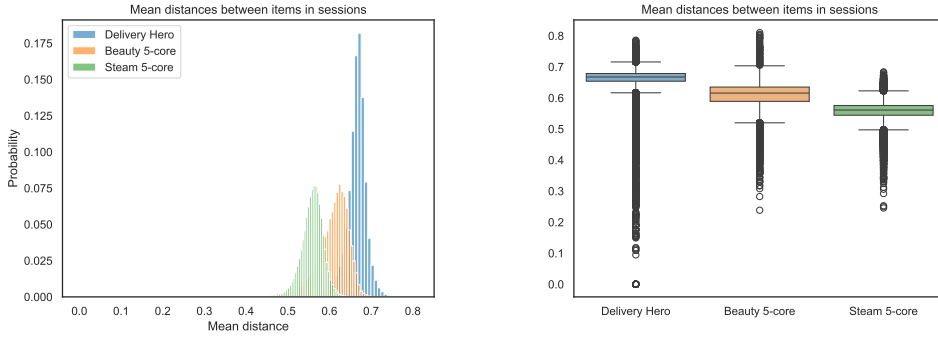 Mean distances between items in sessions
0.175
0.150
0.125
0.100
0.075
0.050
0.025
0.000
Probability
Delivery Hero
Beauty 5-core
Steam 5-core
0.0 0.1 0.2 0.3 0.4 0.5 0.6 0.7 0.8
Mean distance
Mean distances between items in sessions
0.8
0.7
0.6
0.5
0.4
0.3
0.2
0.1
0.0
Delivery Hero Beauty 5-core Steam 5-core